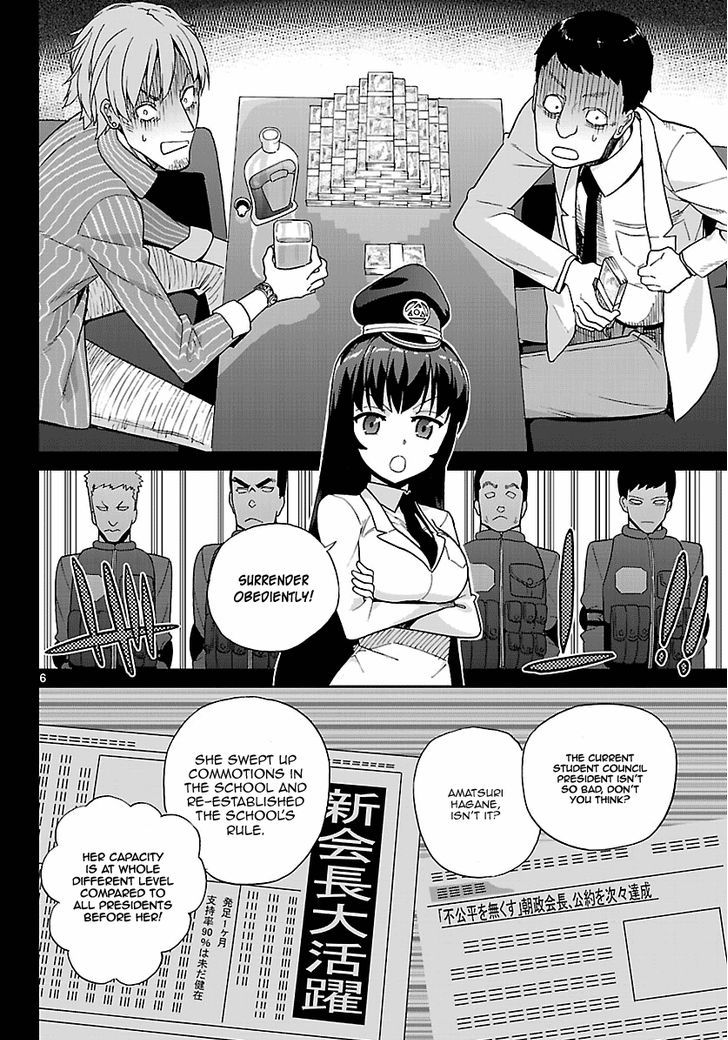 SURRENDER
OBEDIENTLY!
6
THE CURRENT
STUDENT COUNCIL
PRESIDENT ISN'T
SO BAD, DON'T
YOU THINK?
AMATSURI
HAGANE,
ISN'T IT?
「不公平を無くす」朝政会長、公約を次々達成
SHE SWEPT UP
COMMOTIONS IN
THE SCHOOL AND
RE-ESTABLISHED
THE SCHOOL'S
RULE.
新会長大活躍
発足一ヶ月
支持率90%は未だ健在
HER CAPACITY
IS AT WHOLE
DIFFERENT LEVEL
COMPARED TO
ALL PRESIDENTS
BEFORE HER!